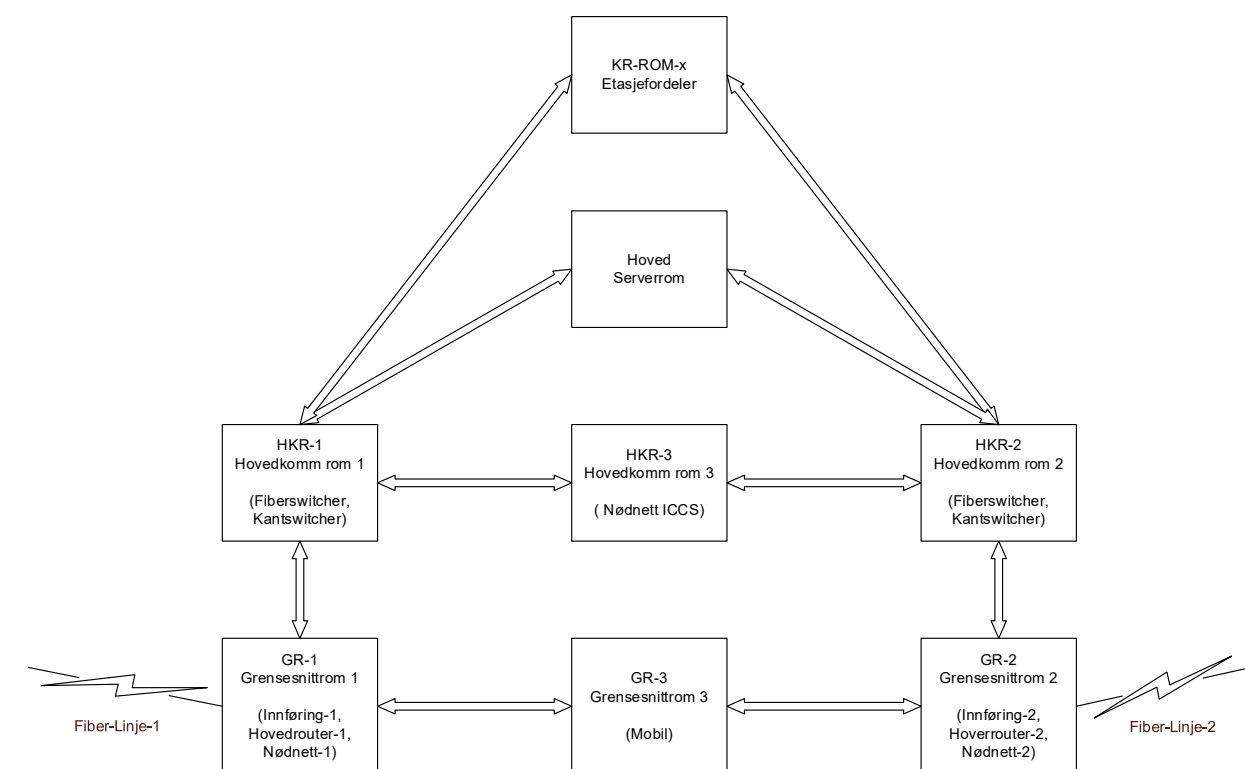 KR-ROM-x
Etasjefordeler
Hoved
Serverrom
HKR-1
Hovedkomm rom 1
(Fiberswitcher,
Kantswitcher)
HKR-3
Hovedkomm rom 3
( Nødnett ICCS)
HKR-2
Hovedkomm rom 2
(Fiberswitcher,
Kantswitcher)
GR-1
Grensesnittrom 1
(Innføring-1,
Hovedrouter-1,
Nødnett-1)
GR-3
Grensesnittrom 3
(Mobil)
GR-2
Grensesnittrom 2
(Innføring-2,
Hoverrouter-2,
Nødnett-2)
Fiber-Linje-1
Fiber-Linje-2